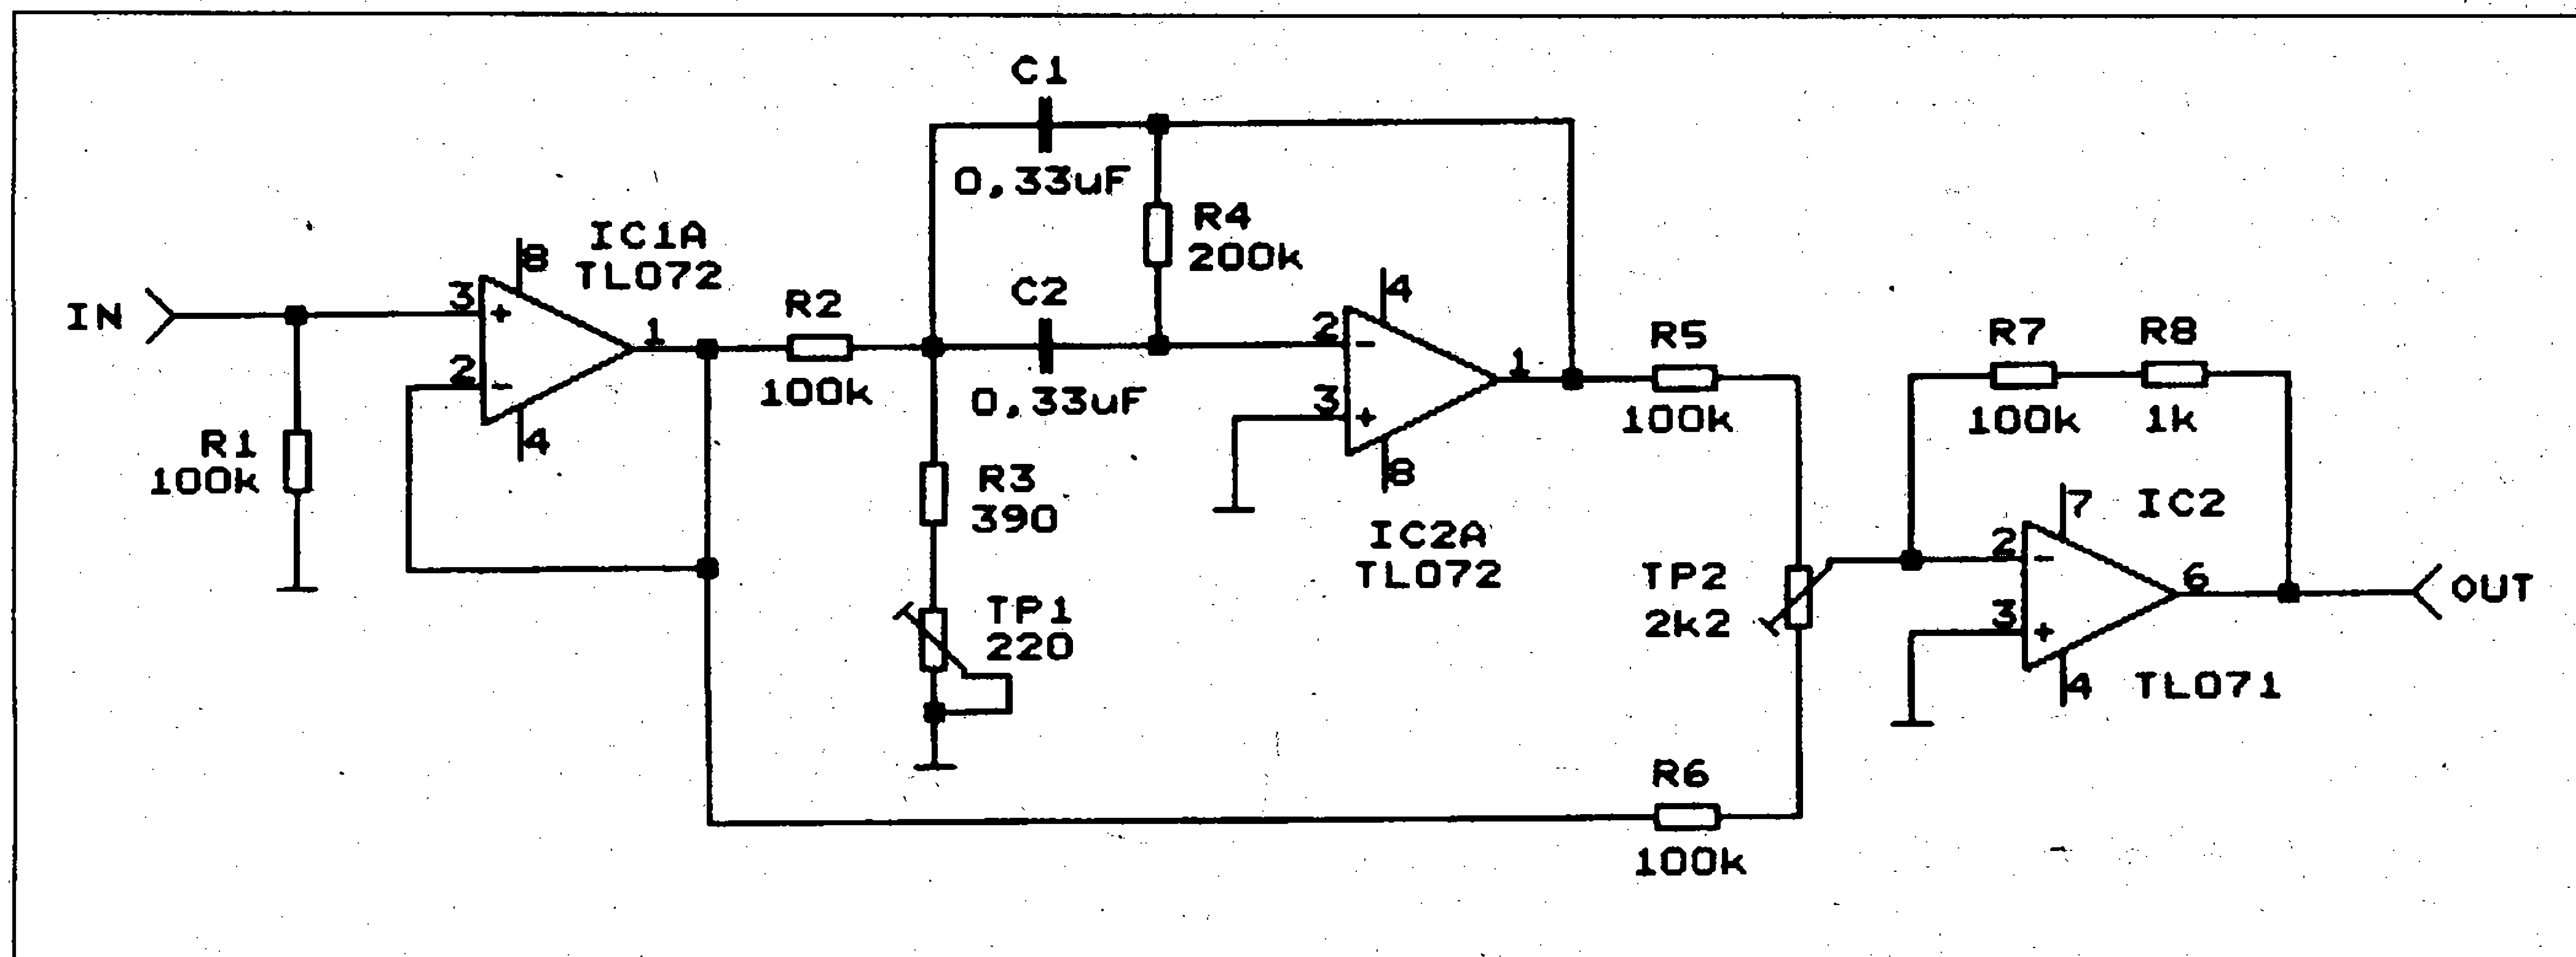 C1
0,33uF
IC1A
TL072
8
3
+
IN
1
2
-
4
R1
100k
R2
100k
C2
0,33uF
R4
200k
R3
390
TP1
220
4
2
-
1
3
+
8
IC2A
TL072
R5
100k
R7
100k
R8
1k
TP2
2k2
7
IC2
2
-
6
3
+
4
TL071
OUT
R6
100k